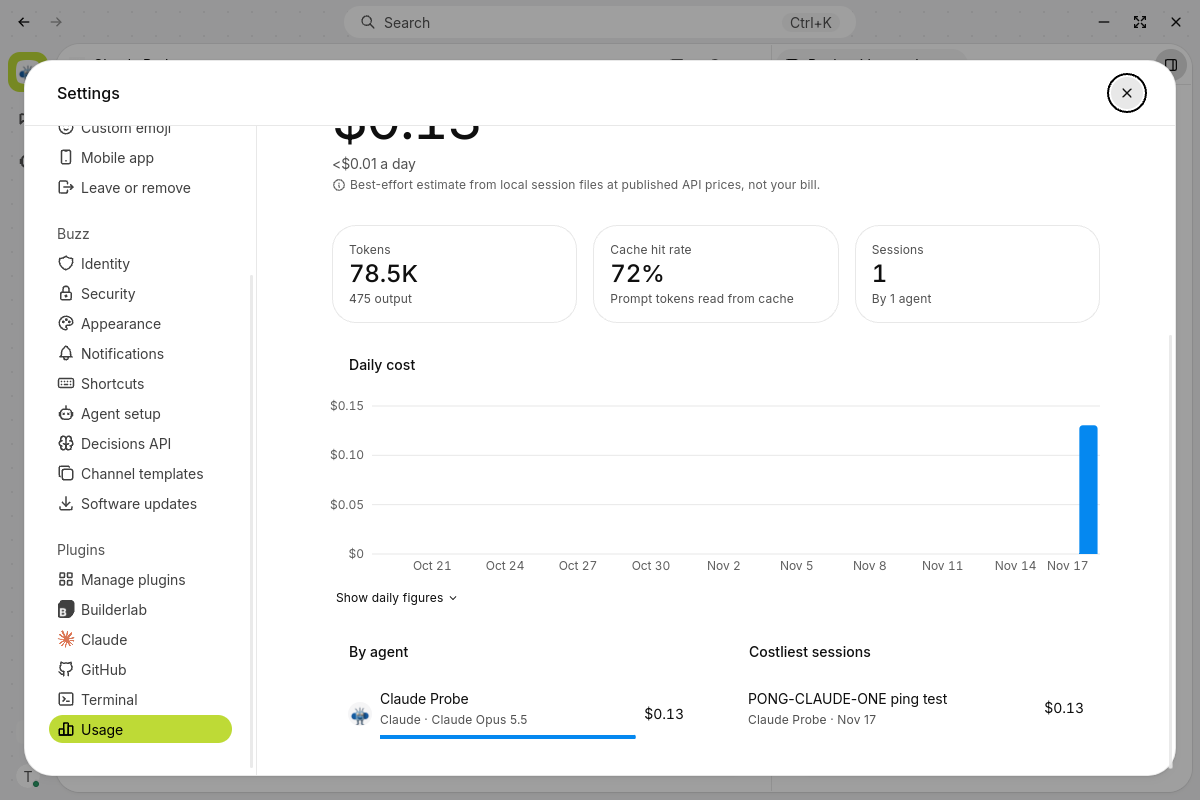 Search
Ctrl+K
Settings
Custom emoji
Mobile app
Leave or remove
Buzz
Identity
Security
Appearance
Notifications
Shortcuts
Agent setup
Decisions API
Channel templates
Software updates
Plugins
Manage plugins
Builderlab
Claude
GitHub
Terminal
Usage
T
$0.13
<$0.01 a day
Best-effort estimate from local session files at published API prices, not your bill.
Tokens
78.5K
475 output
Cache hit rate
72%
Prompt tokens read from cache
Sessions
1
By 1 agent
Daily cost
$0.15
$0.10
$0.05
$0
Oct 21 Oct 24 Oct 27 Oct 30 Nov 2 Nov 5 Nov 8 Nov 11 Nov 14 Nov 17
Show daily figures
By agent
Claude Probe
Claude · Claude Opus 5.5
$0.13
Costliest sessions
PONG-CLAUDE-ONE ping test
Claude Probe · Nov 17
$0.13